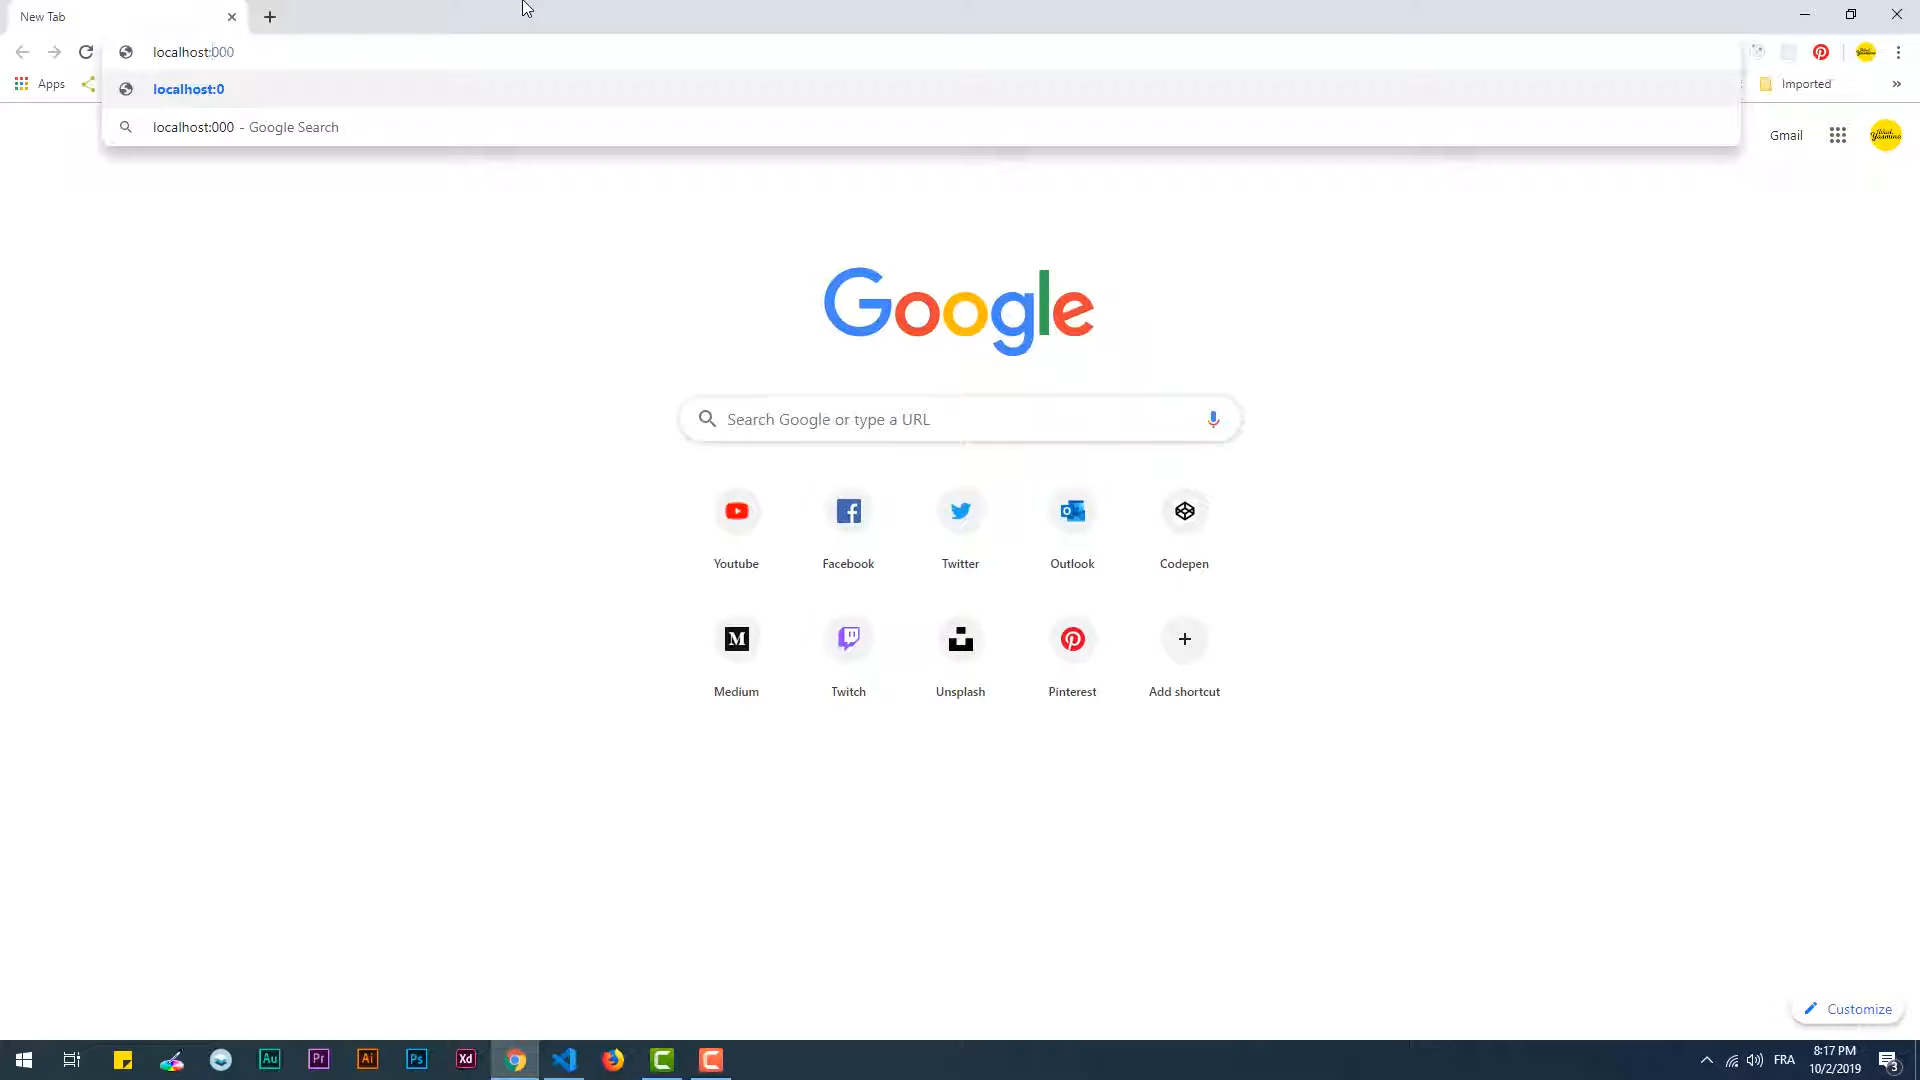 New Tab
localhost:000
localhost:0
localhost:000 - Google Search
Apps
Imported
Gmail
Google
Search Google or type a URL
Youtube
Facebook
Twitter
Outlook
Codepen
Medium
Twitch
Unsplash
Pinterest
Add shortcut
Customize
Au
Pr
Ai
Ps
Xd
FRA
8:17 PM
10/2/2019
3